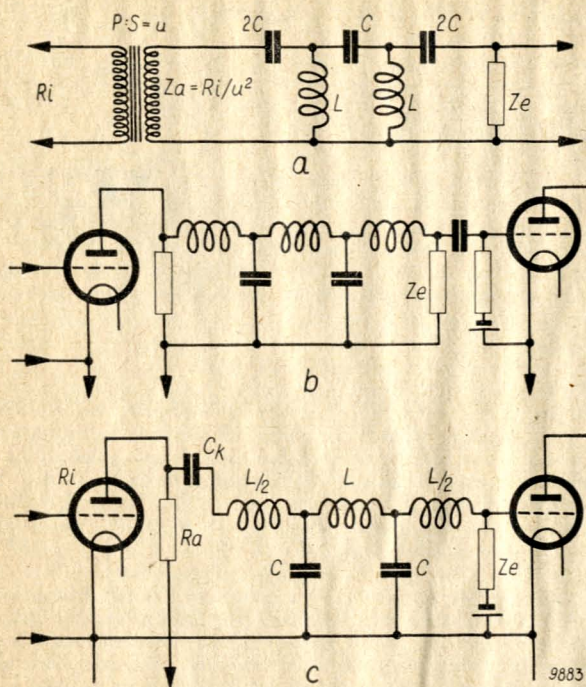 P:S=u
2C C 2C
Ri Za=Ri/u² L L Ze
a
Ze
b
Ck
Ri L/2 L L/2
Ra C C Ze
c
9883